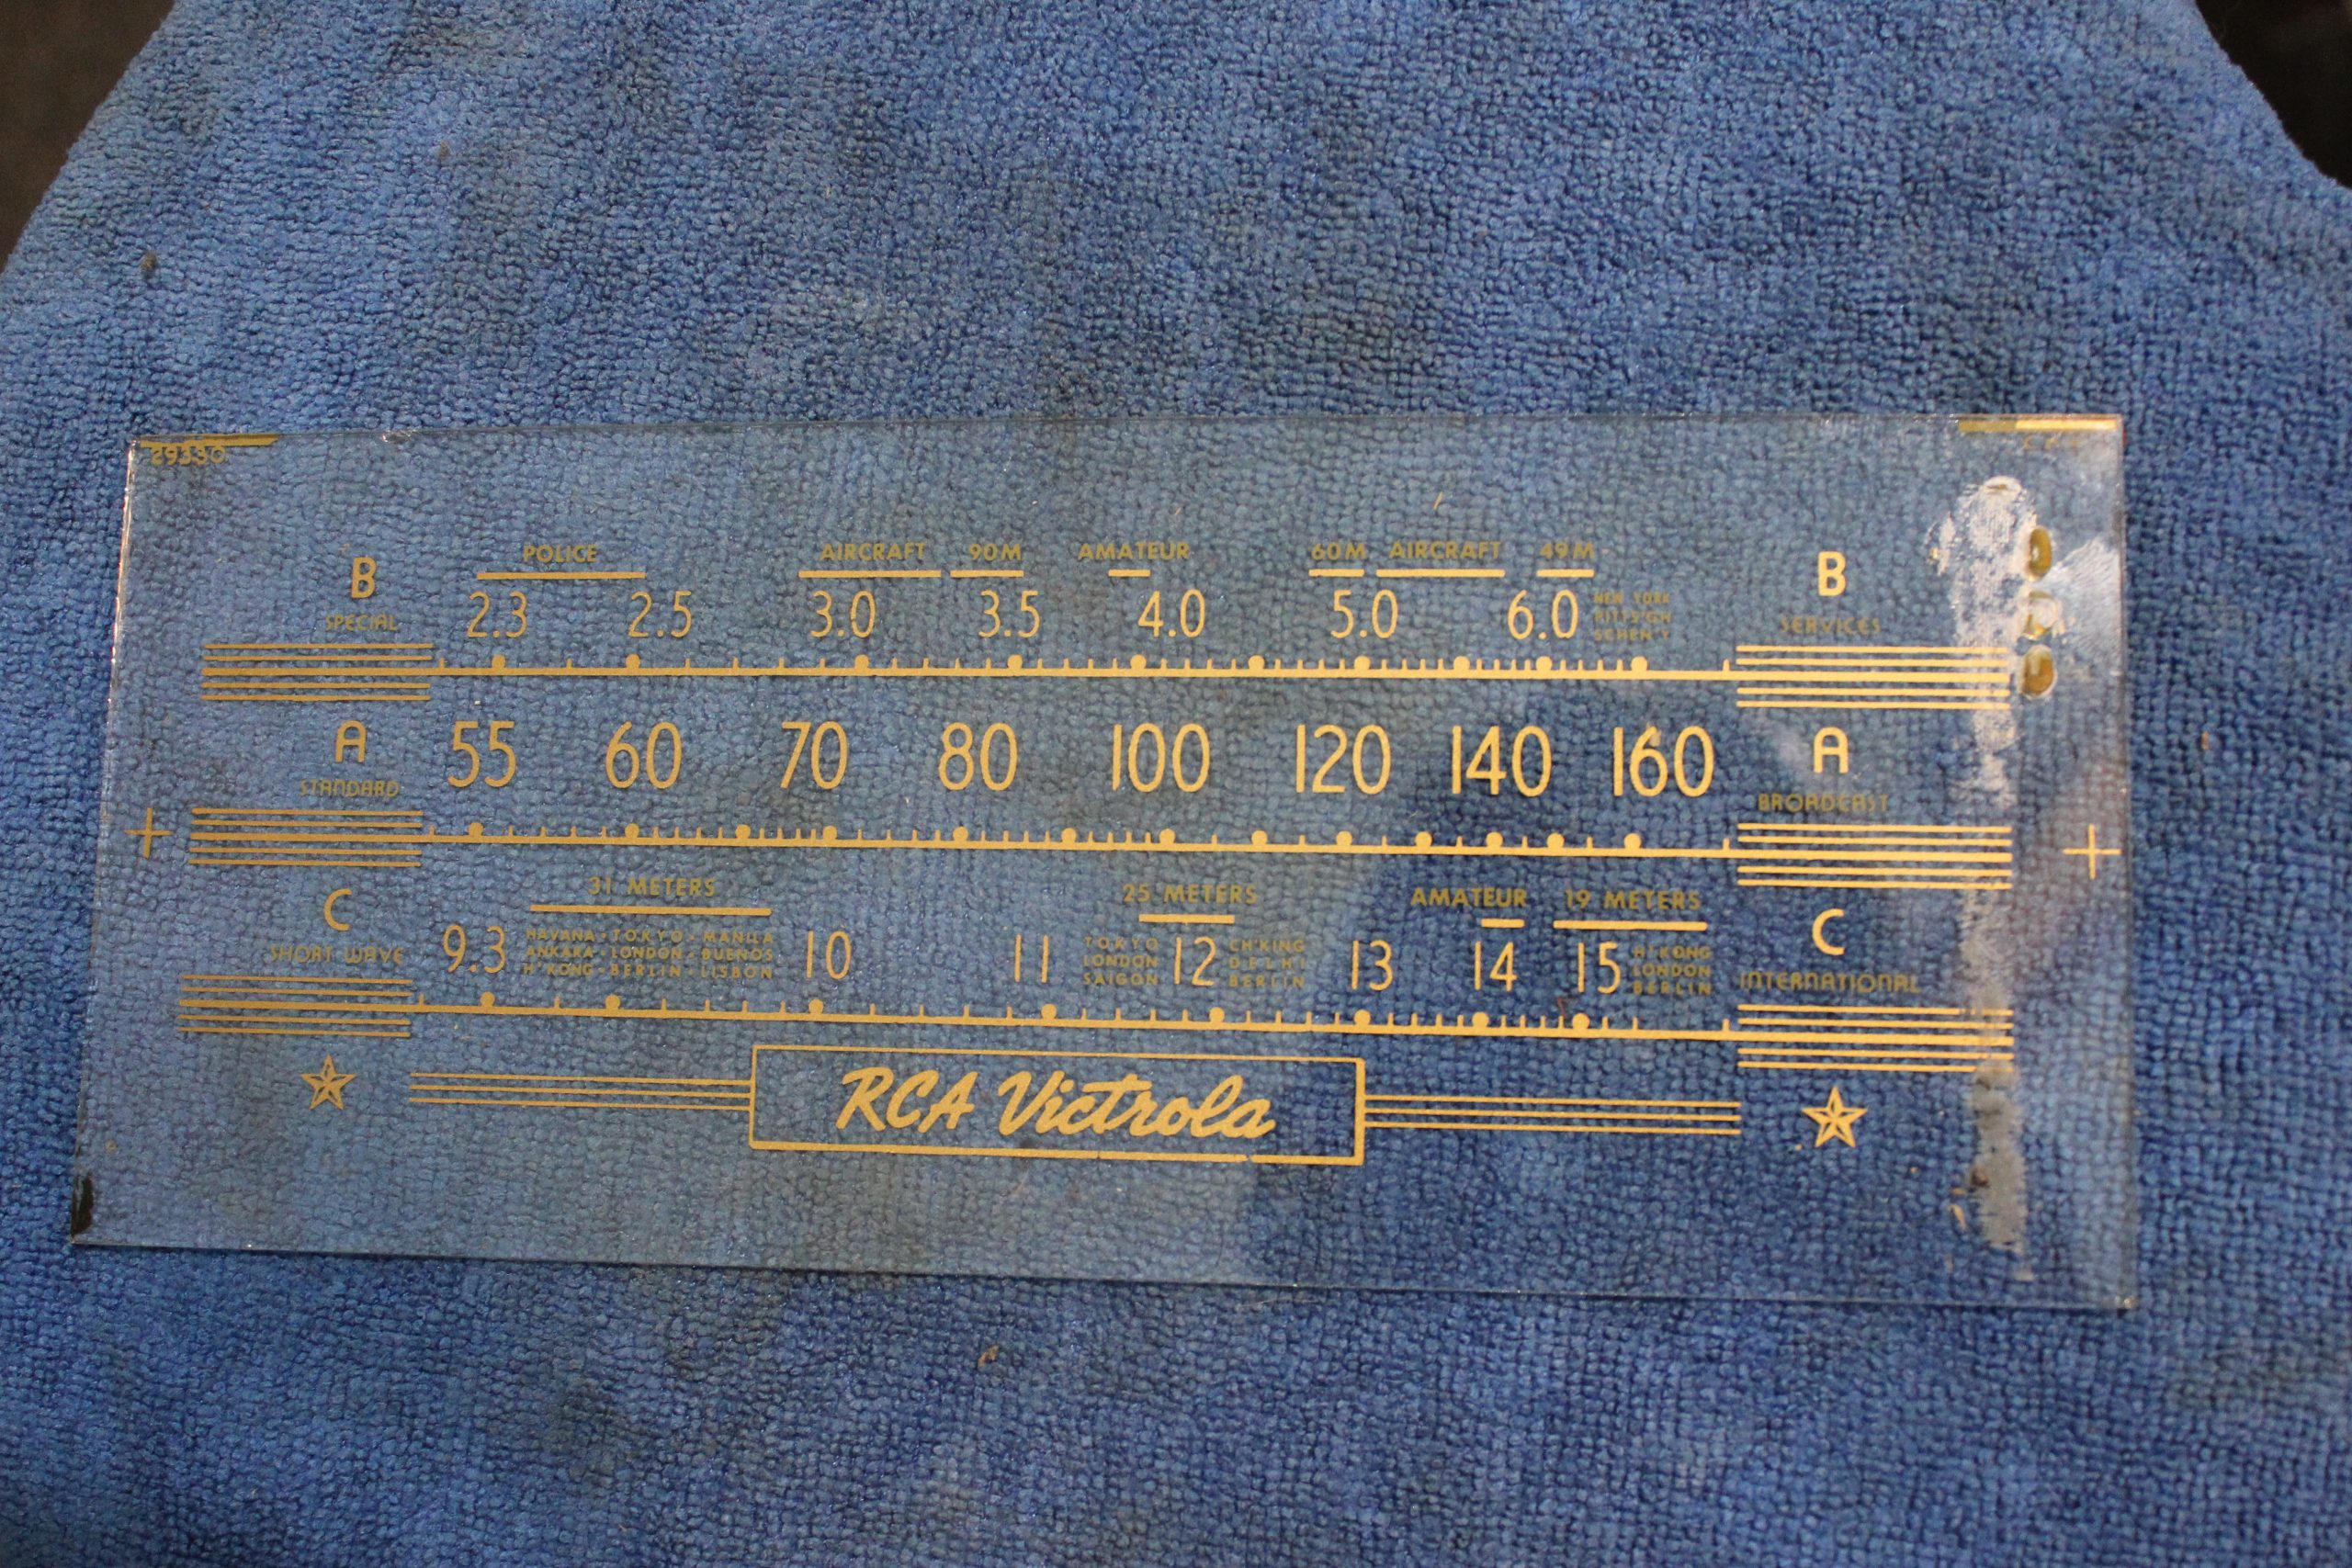 29330
POLICE AIRCRAFT 90M AMATEUR 60M AIRCRAFT 49M
B 2.3 2.5 3.0 3.5 4.0 5.0 6.0 B
NEW YORK
PITTS'GH
SCHEN'Y
SPECIAL SERVICES
A 55 60 70 80 100 120 140 160 A
STANDARD BROADCAST
31 METERS 25 METERS AMATEUR 19 METERS
C 9.3 10 11 12 13 14 15 C
HAVANA · TOKYO · MANILA
ANKARA · LONDON · BUENOS
H'KONG · BERLIN · LISBON
TOKYO
LONDON
SAIGON
CH'KING
DELHI
BERLIN
H'KONG
LONDON
BERLIN
SHORT WAVE INTERNATIONAL
RCA Victrola